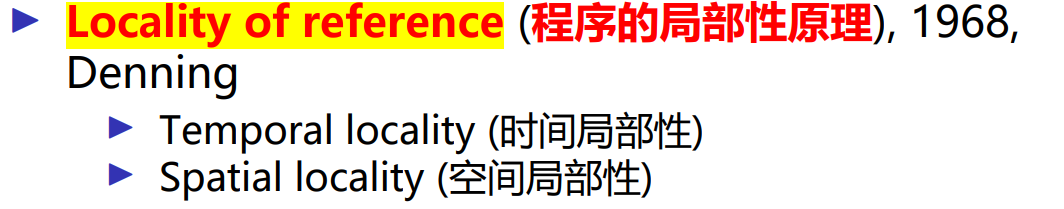 Locality of reference (程序的局部性原理), 1968,
Denning
Temporal locality (时间局部性)
Spatial locality (空间局部性)